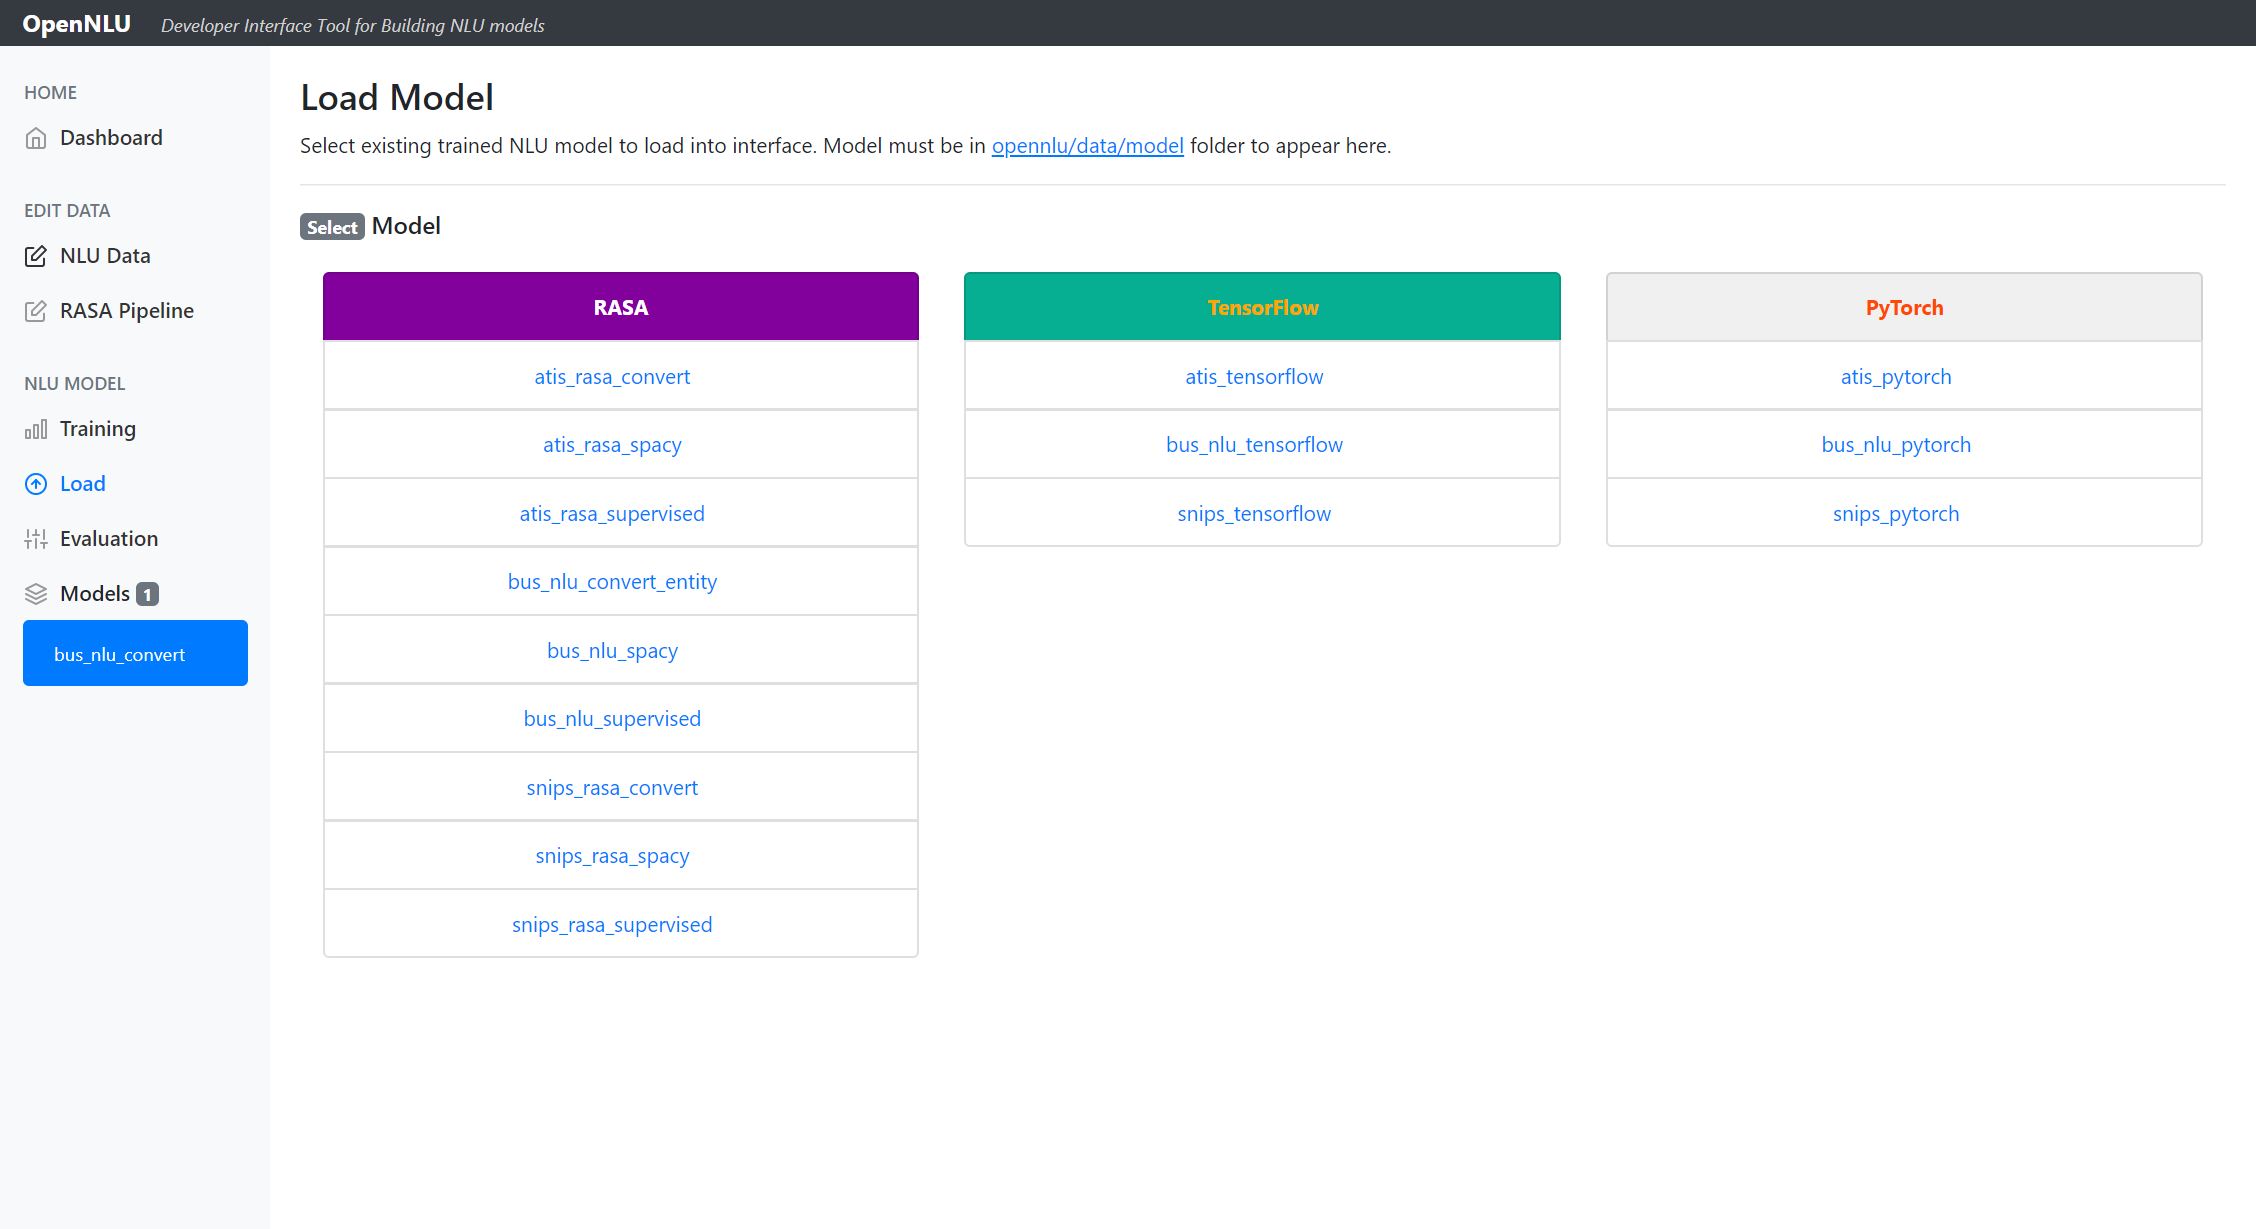 OpenNLU Developer Interface Tool for Building NLU models
HOME
Dashboard
EDIT DATA
NLU Data
RASA Pipeline
NLU MODEL
Training
Load
Evaluation
Models 1
bus_nlu_convert
Load Model
Select existing trained NLU model to load into interface. Model must be in opennlu/data/model folder to appear here.
Select Model
RASA
atis_rasa_convert
atis_rasa_spacy
atis_rasa_supervised
bus_nlu_convert_entity
bus_nlu_spacy
bus_nlu_supervised
snips_rasa_convert
snips_rasa_spacy
snips_rasa_supervised
TensorFlow
atis_tensorflow
bus_nlu_tensorflow
snips_tensorflow
PyTorch
atis_pytorch
bus_nlu_pytorch
snips_pytorch